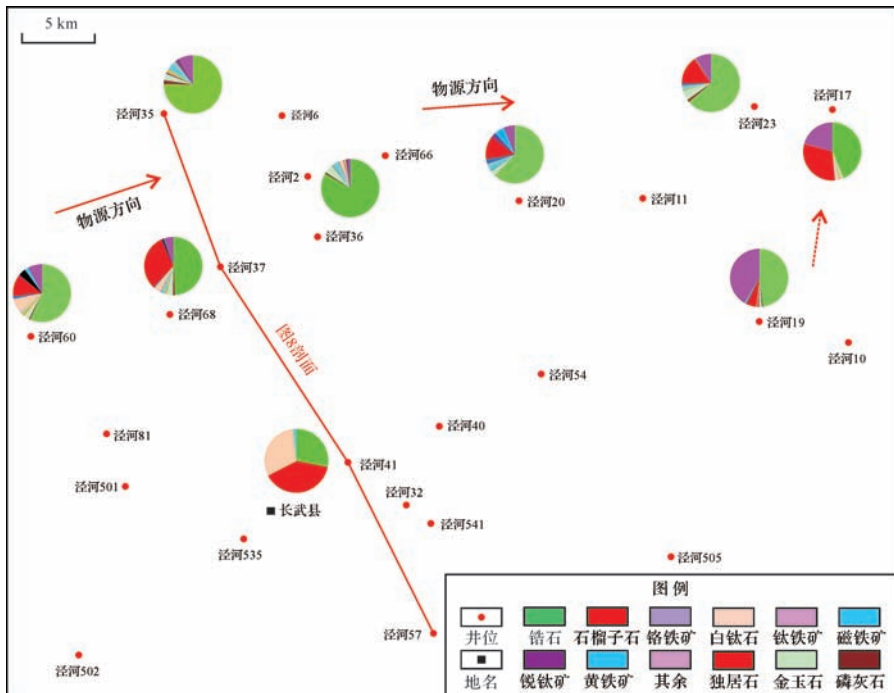 5 km
物源方向
泾河35
泾河6
泾河23
泾河17
泾河66
泾河2
泾河20
泾河11
物源方向
泾河36
泾河37
泾河68
泾河60
泾河19
泾河10
图8剖面
泾河54
泾河81
泾河40
泾河41
泾河501
泾河32
长武县
泾河541
泾河535
泾河505
泾河57
泾河502
图 例
井位 锆石 石榴子石 铬铁矿 白钛石 钛铁矿 磁铁矿
地名 锐钛矿 黄铁矿 其余 独居石 金玉石 磷灰石